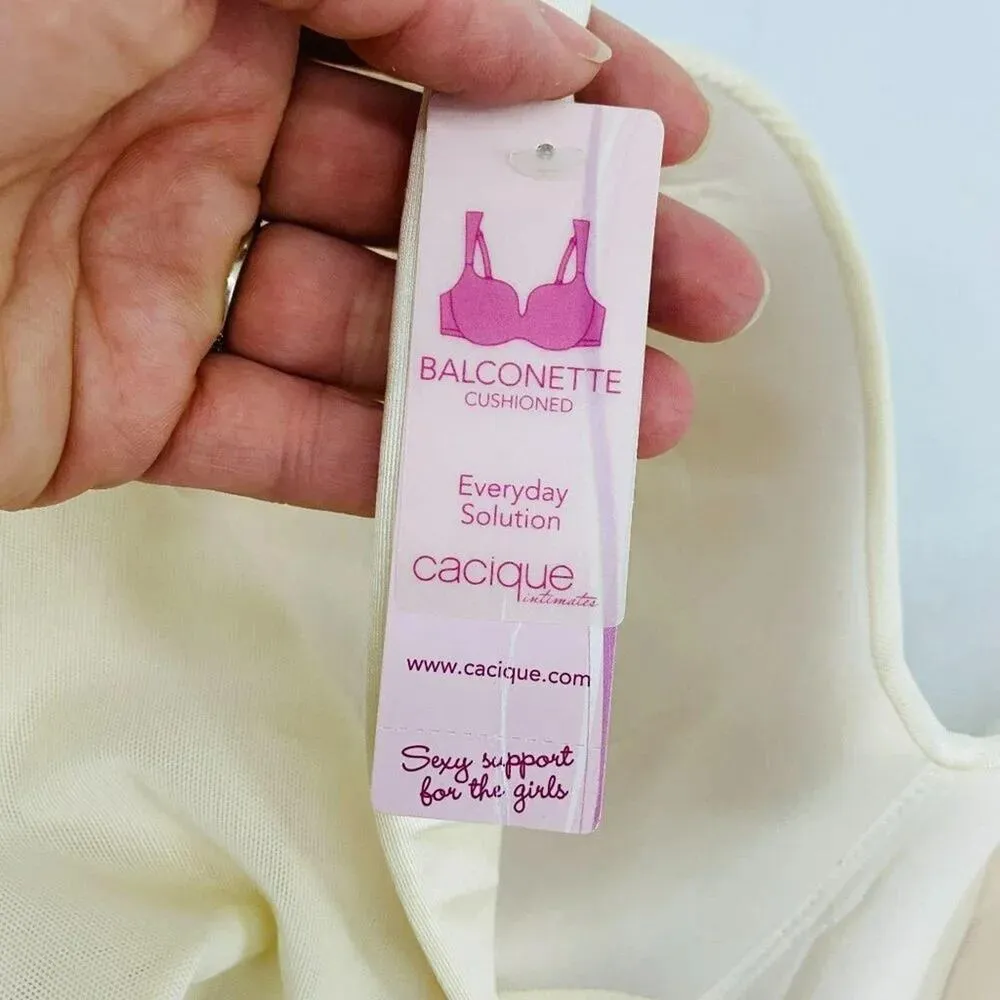 BALCONETTE
CUSHIONED
Everyday
Solution
cacique
intimates
www.cacique.com
Sexy support
for the girls